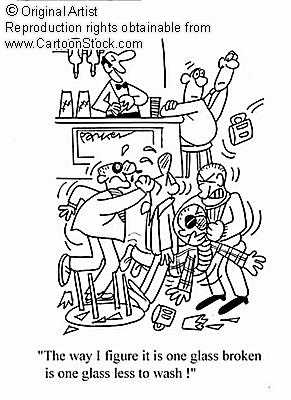 © Original Artist
Reproduction rights obtainable from
www.CartoonStock.com
"The way I figure it is one glass broken
is one glass less to wash !"